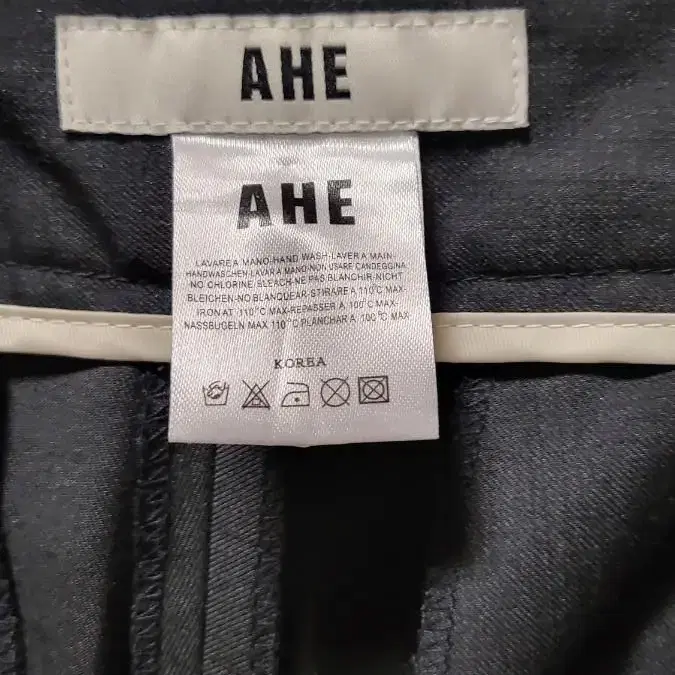 AHE
AHE
LAVARE A MANO-HAND WASH-LAVER A MAIN
HANDWASCHEN-LAVAR A MANO-NON USARE CANDEGGINA
NO CHLORINE SLEACH-NE PAS BLANCHIR-NICHT
BLEICHEN-NO BLANQUEAR-STIRARE A 110°C MAX-
IRON AT 110°C MAX-REPASSER A 100°C MAX-
NASSBUGELN MAX 110°C PLANCHAR A 100°C MAX
KOREA